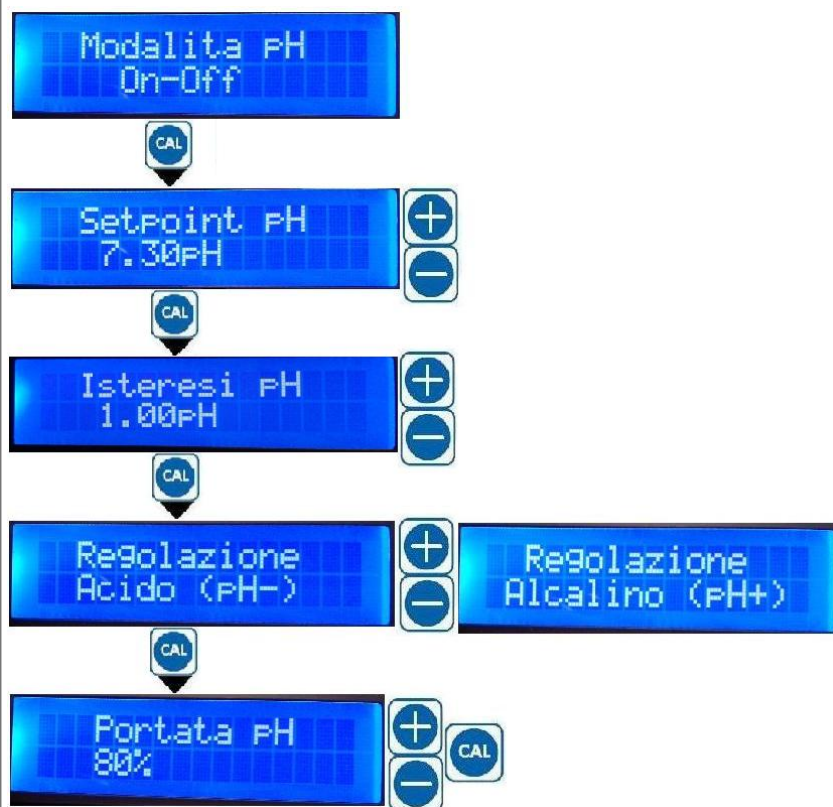 Modalita pH
On-Off
CAL
Setpoint pH
7.30pH
CAL
Isteresi pH
1.00pH
CAL
Regolazione
Acido (pH-)
Regolazione
Alcalino (pH+)
CAL
Portata pH
80%
CAL